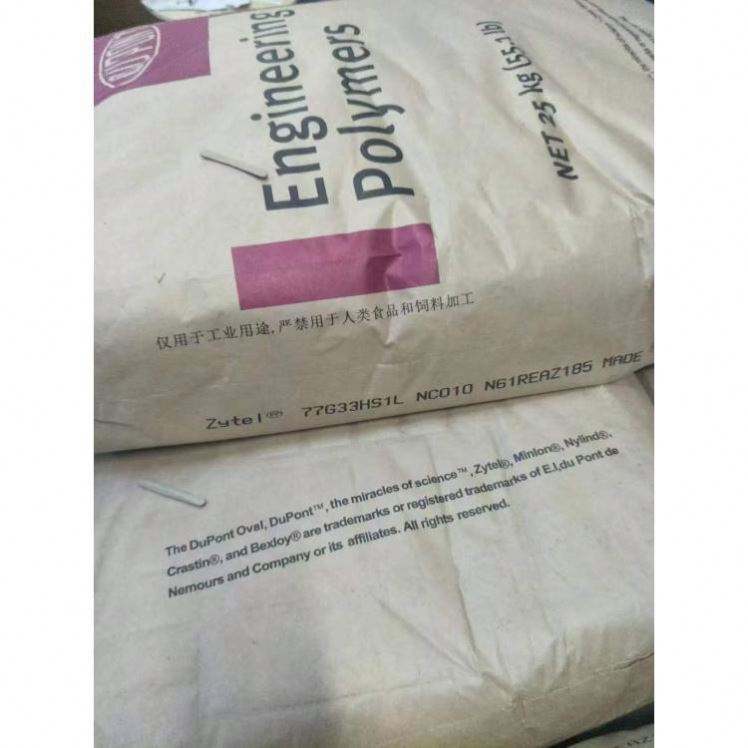 DUPONT
Engineering
Polymers
NET 25 kg (55.1 lb)
仅用于工业用途,严禁用于人类食品和饲料加工
Zytel® 77G33HS1L NC010 N61REAZ185 MADE
The DuPont Oval, DuPont™, the miracles of science™, Zytel®, Minlon®, Nylind®,
Crastin®, and Bexloy® are trademarks or registered trademarks of E.I.du Pont de
Nemours and Company or its affiliates. All rights reserved.